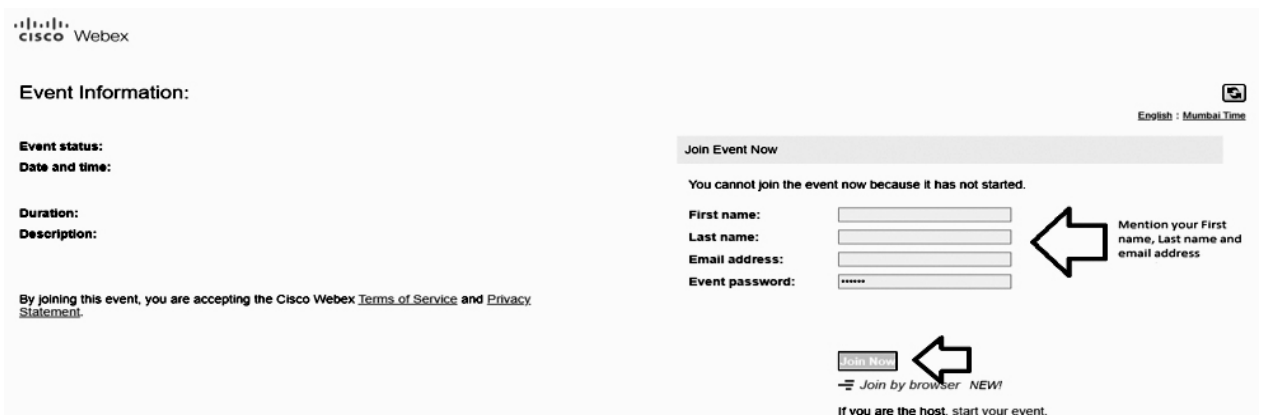 cisco Webex
Event Information:
English : Mumbai Time
Event status:
Date and time:
Duration:
Description:
By joining this event, you are accepting the Cisco Webex Terms of Service and Privacy
Statement.
Join Event Now
You cannot join the event now because it has not started.
First name:
Last name:
Email address:
Event password:
••••••
Mention your First
name, Last name and
email address
Join Now
Join by browser NEW!
If you are the host, start your event.